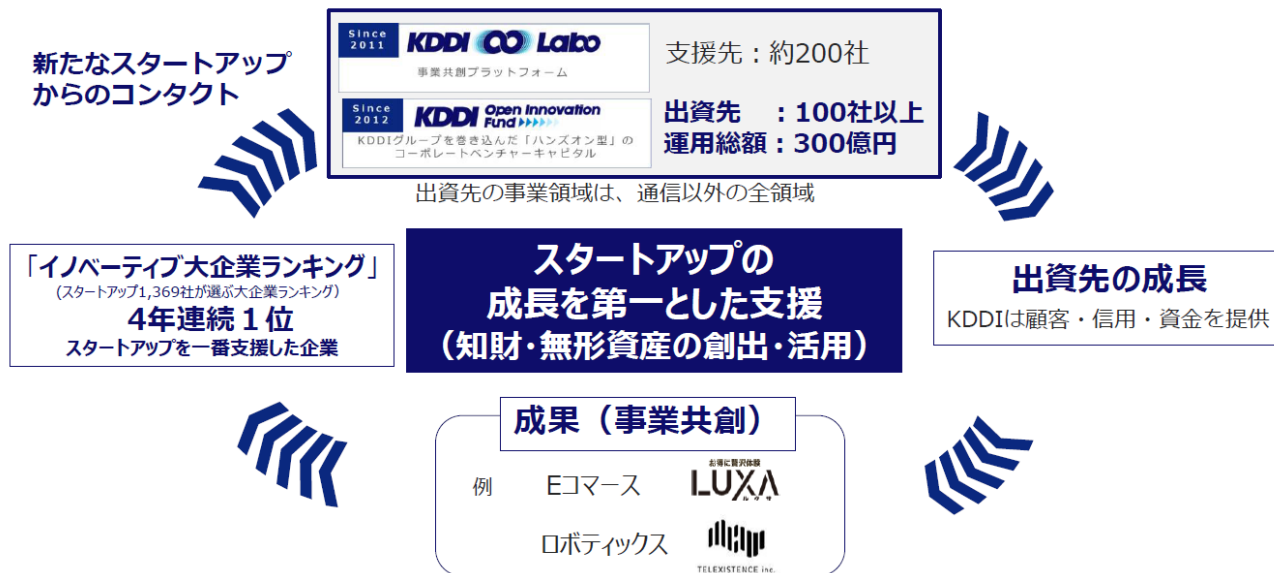 新たなスタートアップ
からのコンタクト
Since
2011
KDDI ∞ Labo
事業共創プラットフォーム
支援先:約200社
Since
2012
KDDI Open Innovation
Fund
KDDIグループを巻き込んだ「ハンズオン型」の
コーポレートベンチャーキャピタル
出資先 :100社以上
運用総額:300億円
出資先の事業領域は、通信以外の全領域
「イノベーティブ大企業ランキング」
(スタートアップ1,369社が選ぶ大企業ランキング)
4年連続1位
スタートアップを一番支援した企業
スタートアップの
成長を第一とした支援
(知財・無形資産の創出・活用)
出資先の成長
KDDIは顧客・信用・資金を提供
成果(事業共創)
例 Eコマース
お得に贅沢体験
LUXA
ルクサ
ロボティックス
TELEXISTENCE inc.